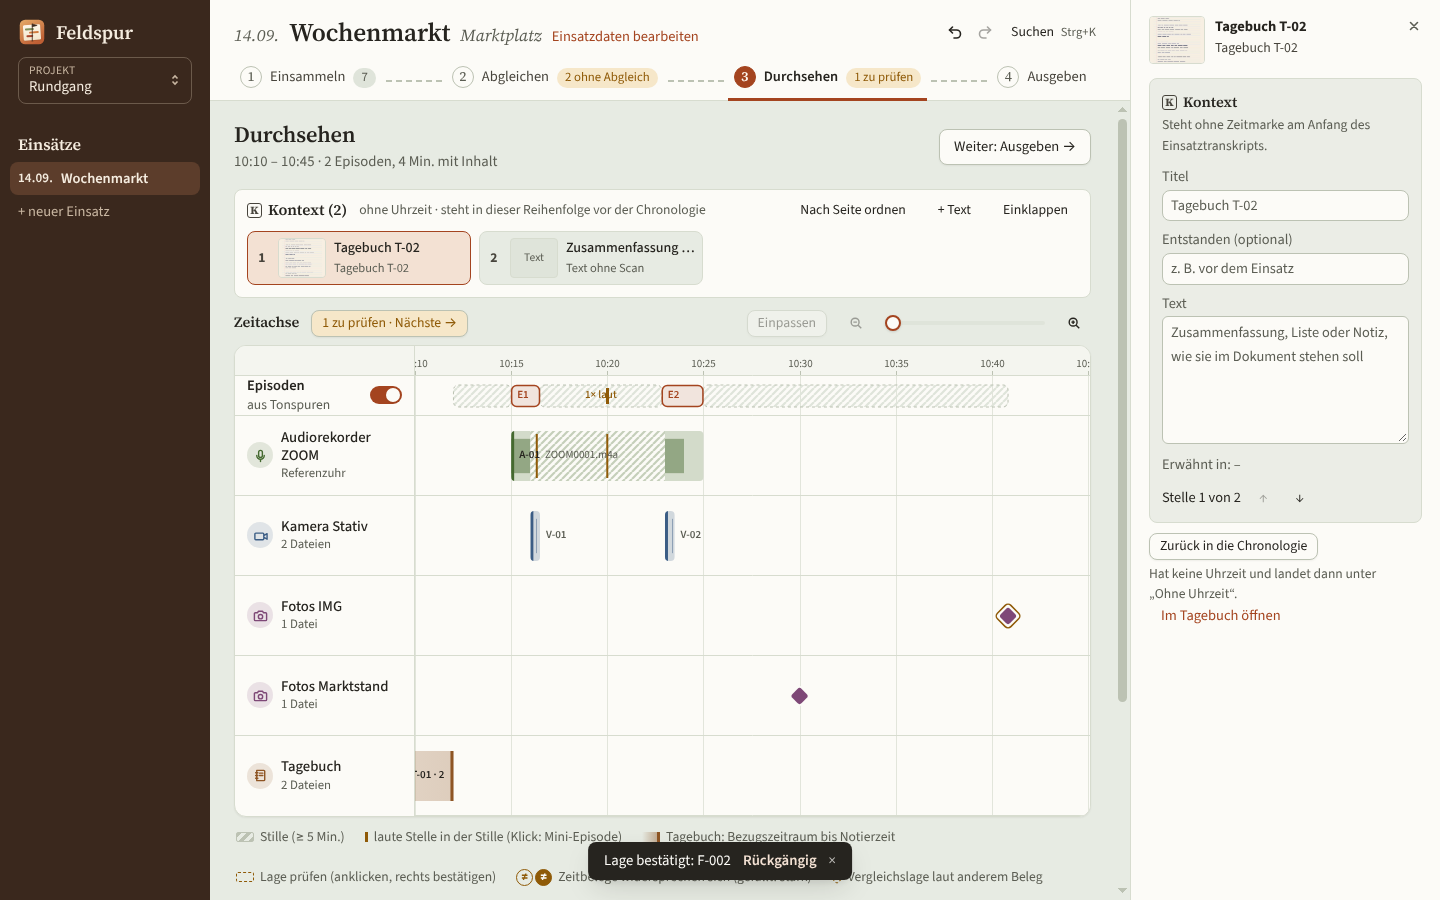 Feldspur
PROJEKT
Rundgang
Einsätze
14.09. Wochenmarkt
+ neuer Einsatz
14.09. Wochenmarkt Marktplatz Einsatzdaten bearbeiten
Suchen Strg+K
1 Einsammeln 7
2 Abgleichen 2 ohne Abgleich
3 Durchsehen 1 zu prüfen
4 Ausgeben
Durchsehen
10:10 – 10:45 · 2 Episoden, 4 Min. mit Inhalt
Weiter: Ausgeben →
K Kontext (2) ohne Uhrzeit · steht in dieser Reihenfolge vor der Chronologie
Nach Seite ordnen + Text Einklappen
1 Tagebuch T-02
Tagebuch T-02
2 Text Zusammenfassung …
Text ohne Scan
Zeitachse 1 zu prüfen · Nächste →
Einpassen
:10 10:15 10:20 10:25 10:30 10:35 10:40 10:
Episoden
aus Tonspuren
E1 1× laut E2
Audiorekorder
ZOOM
Referenzuhr
A-01 ZOOM0001.m4a
Kamera Stativ
2 Dateien
V-01 V-02
Fotos IMG
1 Datei
Fotos Marktstand
1 Datei
Tagebuch
2 Dateien
T-01 · 2
Stille (≥ 5 Min.) laute Stelle in der Stille (Klick: Mini-Episode) Tagebuch: Bezugszeitraum bis Notierzeit
Lage prüfen (anklicken, rechts bestätigen) ≠ ≠ Vergleichslage laut anderem Beleg
Lage bestätigt: F-002 Rückgängig ×
Tagebuch T-02 ×
Tagebuch T-02
K Kontext
Steht ohne Zeitmarke am Anfang des
Einsatztranskripts.
Titel
Tagebuch T-02
Entstanden (optional)
z. B. vor dem Einsatz
Text
Zusammenfassung, Liste oder Notiz,
wie sie im Dokument stehen soll
Erwähnt in: –
Stelle 1 von 2 ↑ ↓
Zurück in die Chronologie
Hat keine Uhrzeit und landet dann unter
„Ohne Uhrzeit“.
Im Tagebuch öffnen